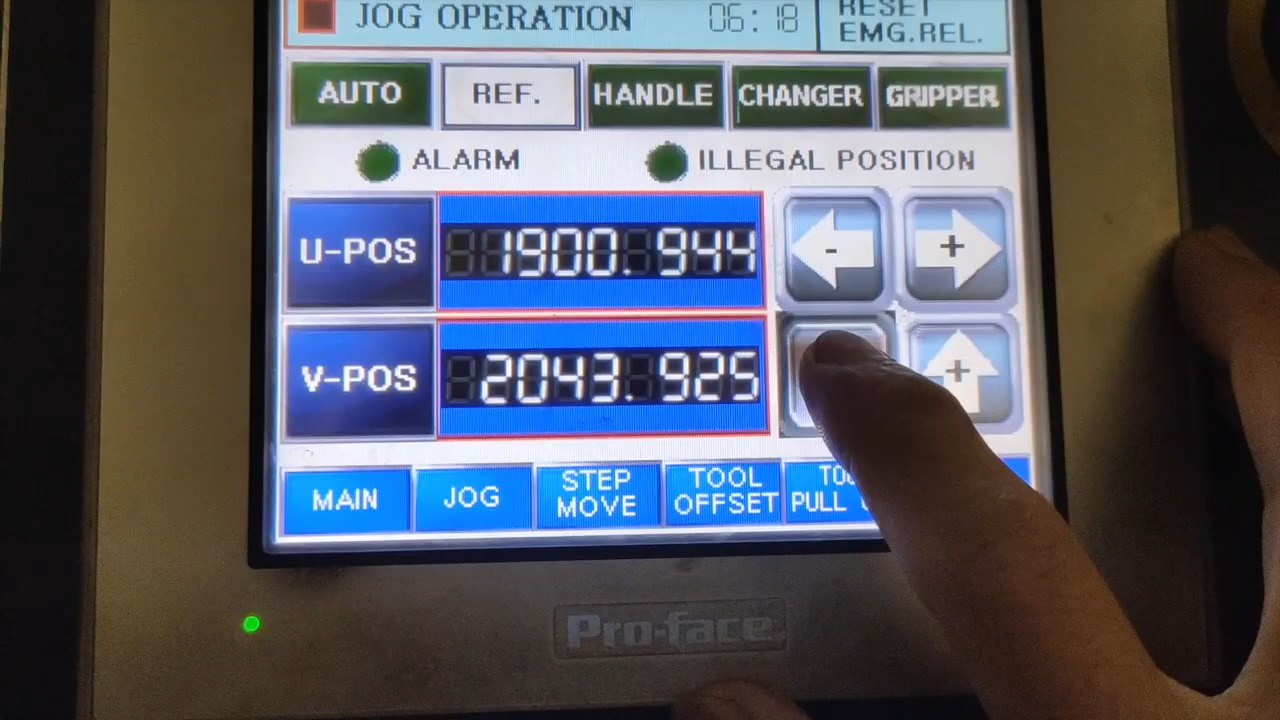 JOG OPERATION
06:18
RESET
EMG.REL.
AUTO
REF.
HANDLE
CHANGER
GRIPPER
ALARM
ILLEGAL POSITION
U-POS
1900.944
-
+
V-POS
2043.925
+
MAIN
JOG
STEP
MOVE
TOOL
OFFSET
PULL
Pro-face